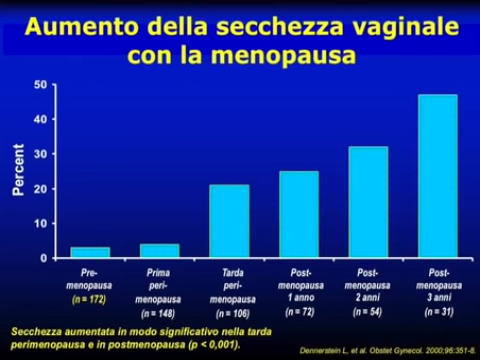 Aumento della secchezza vaginale
con la menopausa
Percent
50
40
30
20
10
0
Pre-
menopausa
(n = 172)
Prima
peri-
menopausa
(n = 148)
Tarda
peri-
menopausa
(n = 106)
Post-
menopausa
1 anno
(n = 72)
Post-
menopausa
2 anni
(n = 54)
Post-
menopausa
3 anni
(n = 31)
Secchezza aumentata in modo significativo nella tarda
perimenopausa e in postmenopausa (p < 0,001).
Dennerstein L, et al. Obstet Gynecol. 2000;96:351-8.